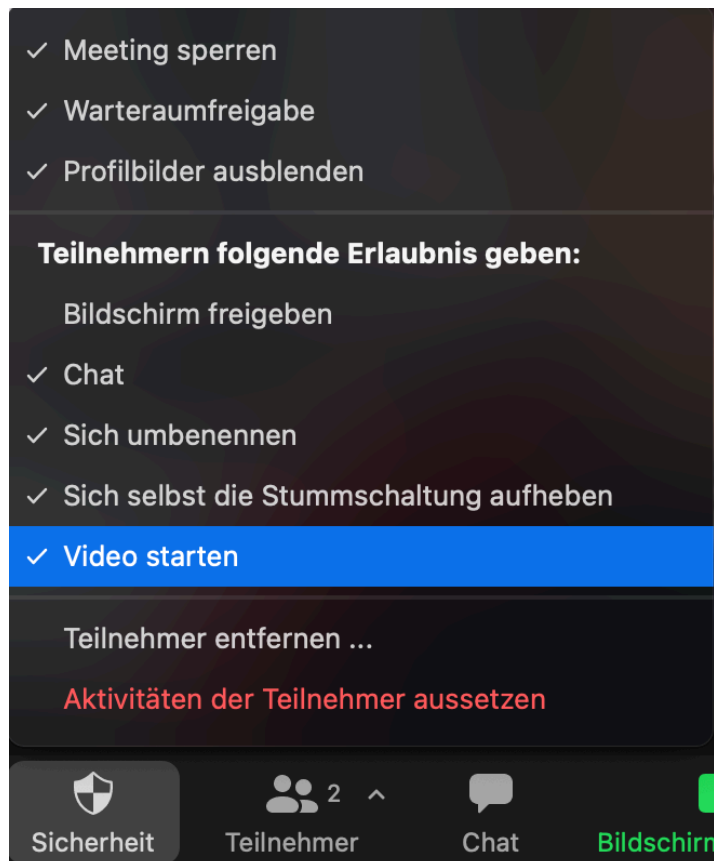 Meeting sperren
Warteraumfreigabe
Profilbilder ausblenden
Teilnehmern folgende Erlaubnis geben:
Bildschirm freigeben
Chat
Sich umbenennen
Sich selbst die Stummschaltung aufheben
Video starten
Teilnehmer entfernen ...
Aktivitäten der Teilnehmer aussetzen
2
Sicherheit Teilnehmer Chat